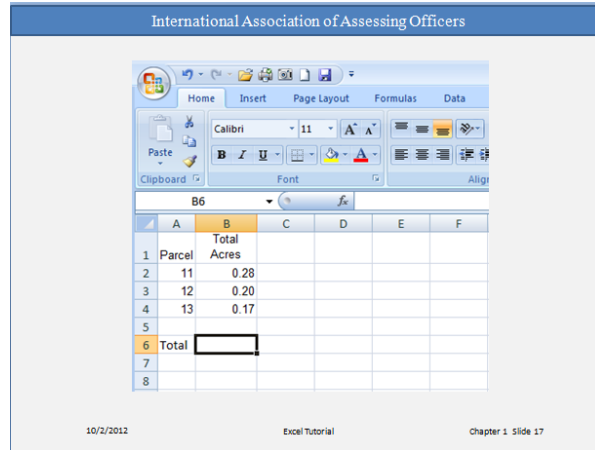 International Association of Assessing Officers
Home Insert Page Layout Formulas Data
Calibri 11 A A
Paste B I U A
Clipboard Font Align
B6 fx
A B C D E F
Total
1 Parcel Acres
2 11 0.28
3 12 0.20
4 13 0.17
5
6 Total
7
8
10/2/2012 Excel Tutorial Chapter 1 Slide 17